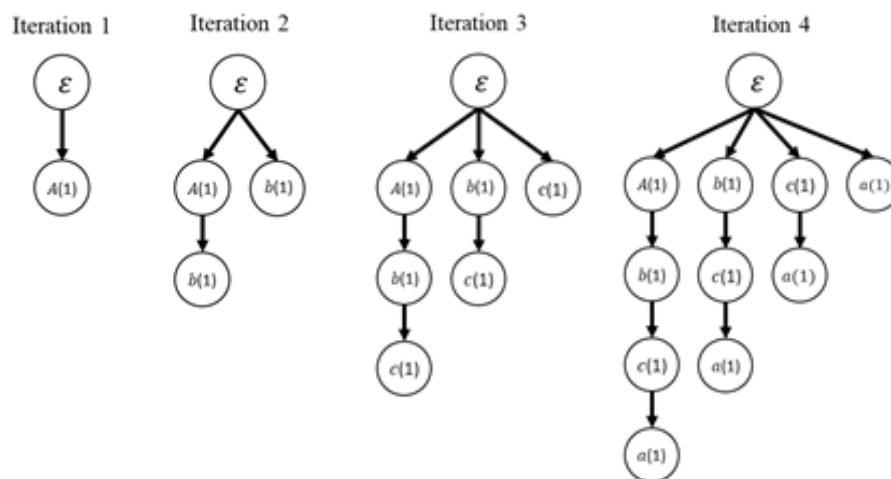 Iteration 1 Iteration 2 Iteration 3 Iteration 4
ε ε ε ε
A(1) A(1) b(1) A(1) b(1) c(1) A(1) b(1) c(1) a(1)
b(1) b(1) c(1) b(1) c(1) a(1)
c(1) c(1) a(1)
a(1)